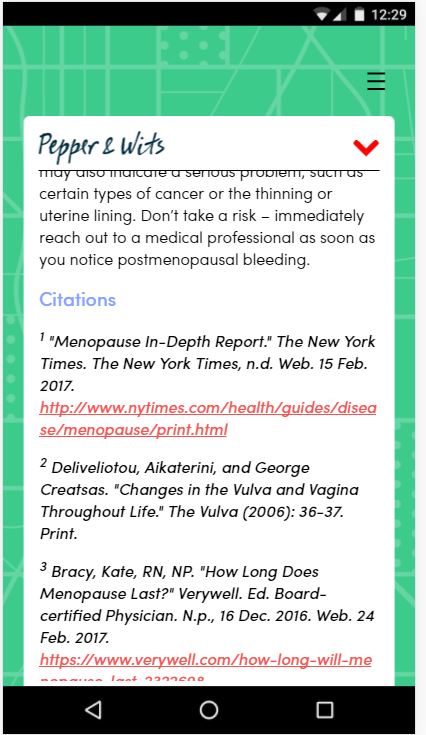 12:29
Pepper & Wits
may also indicate a serious problem, such as
certain types of cancer or the thinning or
uterine lining. Don't take a risk – immediately
reach out to a medical professional as soon as
you notice postmenopausal bleeding.
Citations
1 "Menopause In-Depth Report." The New York
Times. The New York Times, n.d. Web. 15 Feb.
2017.
http://www.nytimes.com/health/guides/disea
se/menopause/print.html
2 Deliveliotou, Aikaterini, and George
Creatsas. "Changes in the Vulva and Vagina
Throughout Life." The Vulva (2006): 36-37.
Print.
3 Bracy, Kate, RN, NP. "How Long Does
Menopause Last?" Verywell. Ed. Board-
certified Physician. N.p., 16 Dec. 2016. Web. 24
Feb. 2017.
https://www.verywell.com/how-long-will-me
nopause-last-2322698